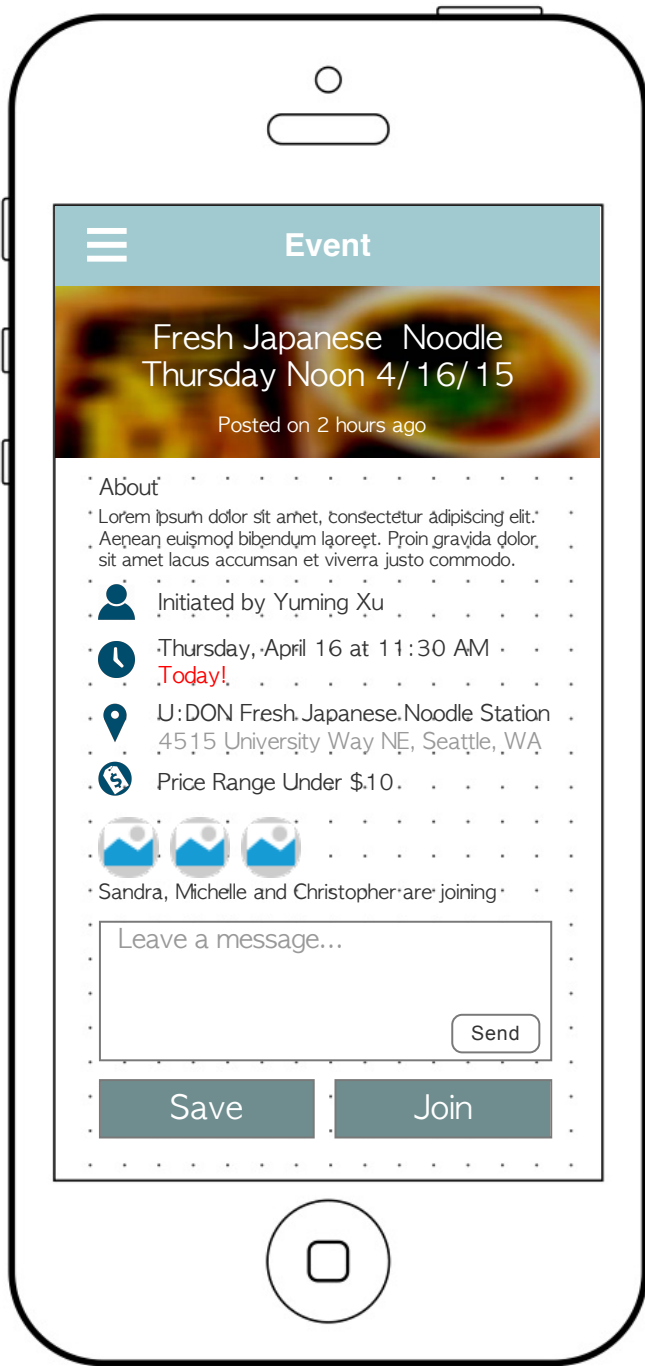 Event
Fresh Japanese Noodle
Thursday Noon 4/16/15
Posted on 2 hours ago
About
Lorem ipsum dolor sit amet, consectetur adipiscing elit.
Aenean euismod bibendum laoreet. Proin gravida dolor
sit amet lacus accumsan et viverra justo commodo.
Initiated by Yuming Xu
Thursday, April 16 at 11:30 AM
Today!
U:DON Fresh Japanese Noodle Station
4515 University Way NE, Seattle, WA
$
Price Range Under $10
Sandra, Michelle and Christopher are joining
Leave a message...
Send
Save
Join